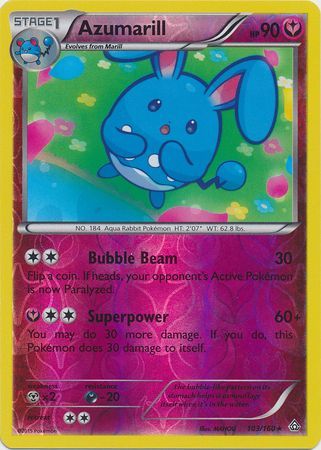 STAGE1
Azumarill
HP 90
Evolves from Marill
NO. 184 Aqua Rabbit Pokémon HT: 2'07" WT: 62.8 lbs.
Bubble Beam 30
Flip a coin. If heads, your opponent's Active Pokémon
is now Paralyzed.
Superpower 60+
You may do 30 more damage. If you do, this
Pokémon does 30 damage to itself.
weakness
×2
resistance
-20
retreat
The bubble-like pattern on its
stomach helps it camouflage
itself when it's in the water.
©2015 Pokémon
Illus. MAHOU
103/160★